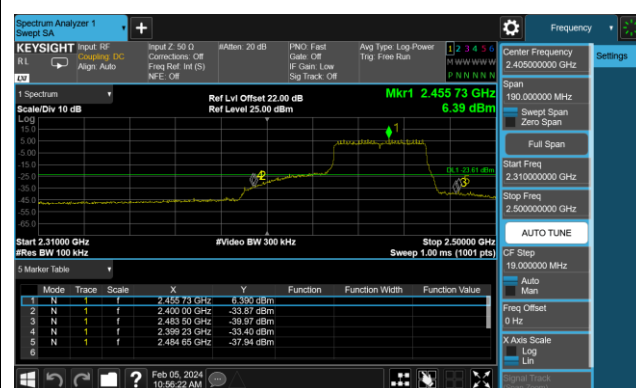 Spectrum Analyzer 1
Swept SA
Frequency
KEYSIGHT
RL
LXI
Input: RF
Coupling: DC
Align: Auto
Input Z: 50 Ω
Corrections: Off
Freq Ref: Int (S)
NFE: Off
#Atten: 20 dB
PNO: Fast
Gate: Off
IF Gain: Low
Sig Track: Off
Avg Type: Log-Power
Trig: Free Run
1 2 3 4 5 6
M W W W W W
P N N N N N
1 Spectrum
Scale/Div 10 dB
Ref Lvl Offset 22.00 dB
Ref Level 25.00 dBm
Mkr1 2.455 73 GHz
6.39 dBm
Log
15.0
5.00
-5.00
-15.0
-25.0
-35.0
-45.0
-55.0
-65.0
1
DL1 -23.61 dBm
Start 2.31000 GHz
#Res BW 100 kHz
#Video BW 300 kHz
Stop 2.50000 GHz
Sweep 1.00 ms (1001 pts)
5 Marker Table
Mode Trace Scale X Y Function Function Width Function Value
1 N 1 f 2.455 73 GHz 6.390 dBm
2 N 1 f 2.400 00 GHz -33.87 dBm
3 N 1 f 2.483 50 GHz -39.97 dBm
4 N 1 f 2.399 23 GHz -33.40 dBm
5 N 1 f 2.484 65 GHz -37.94 dBm
6
Feb 05, 2024
10:56:22 AM
Center Frequency
2.405000000 GHz
Settings
Span
190.000000 MHz
Swept Span
Zero Span
Full Span
Start Freq
2.310000000 GHz
Stop Freq
2.500000000 GHz
AUTO TUNE
CF Step
19.000000 MHz
Auto
Man
Freq Offset
0 Hz
X Axis Scale
Log
Lin
Signal Track